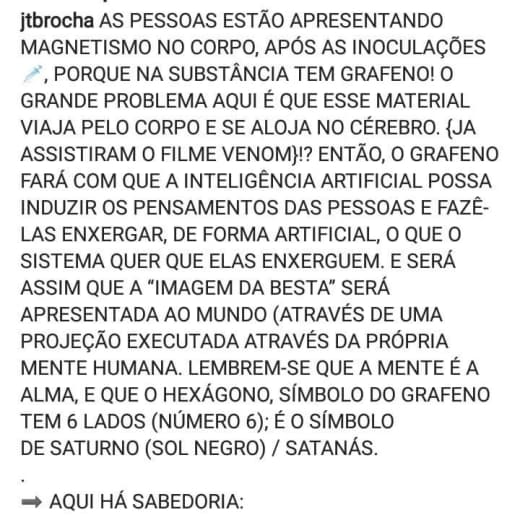 jtbrocha AS PESSOAS ESTÃO APRESENTANDO
MAGNETISMO NO CORPO, APÓS AS INOCULAÇÕES
💉, PORQUE NA SUBSTÂNCIA TEM GRAFENO! O
GRANDE PROBLEMA AQUI É QUE ESSE MATERIAL
VIAJA PELO CORPO E SE ALOJA NO CÉREBRO. {JA
ASSISTIRAM O FILME VENOM}!? ENTÃO, O GRAFENO
FARÁ COM QUE A INTELIGÊNCIA ARTIFICIAL POSSA
INDUZIR OS PENSAMENTOS DAS PESSOAS E FAZÊ-
LAS ENXERGAR, DE FORMA ARTIFICIAL, O QUE O
SISTEMA QUER QUE ELAS ENXERGUEM. E SERÁ
ASSIM QUE A “IMAGEM DA BESTA” SERÁ
APRESENTADA AO MUNDO (ATRAVÉS DE UMA
PROJEÇÃO EXECUTADA ATRAVÉS DA PRÓPRIA
MENTE HUMANA. LEMBREM-SE QUE A MENTE É A
ALMA, E QUE O HEXÁGONO, SÍMBOLO DO GRAFENO
TEM 6 LADOS (NÚMERO 6); É O SÍMBOLO
DE SATURNO (SOL NEGRO) / SATANÁS.
.
➡ AQUI HÁ SABEDORIA: